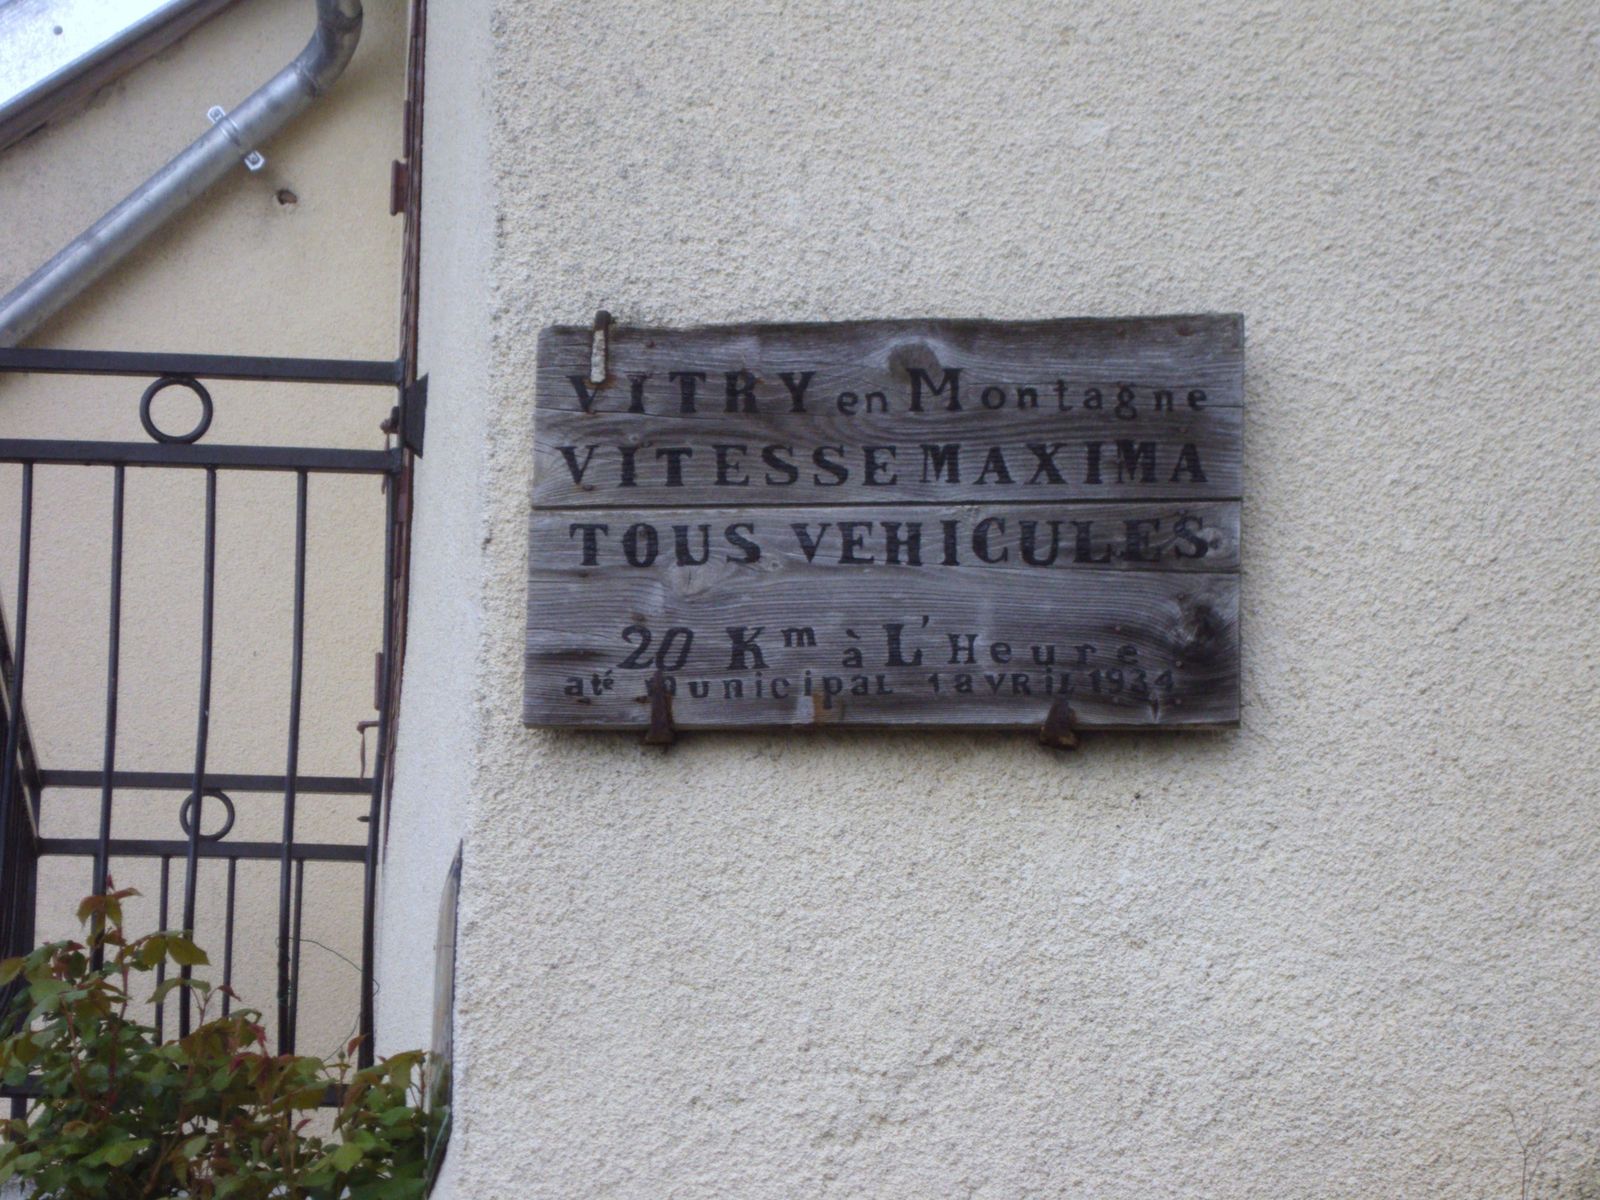 VITRY en Montagne
VITESSE MAXIMA
TOUS VEHICULES
20 Km à L'Heure
até municipal 1 avril 1934